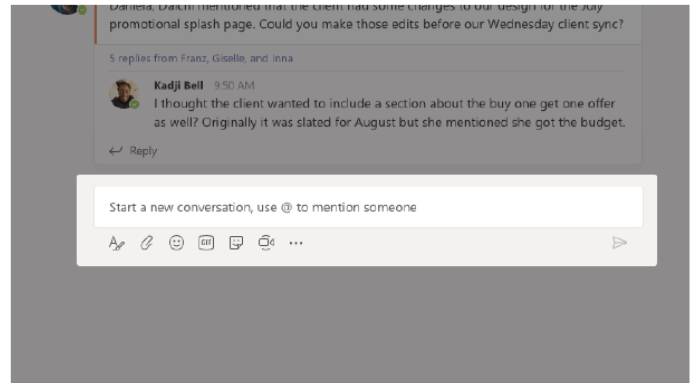 Daniela, Daichi mentioned that the client had some changes to our design for the July
promotional splash page. Could you make those edits before our Wednesday client sync?
5 replies from Franz, Giselle, and Inna
Kadji Bell 9:50 AM
I thought the client wanted to include a section about the buy one get one offer
as well? Originally it was slated for August but she mentioned she got the budget.
Reply
Start a new conversation, use @ to mention someone
GIF